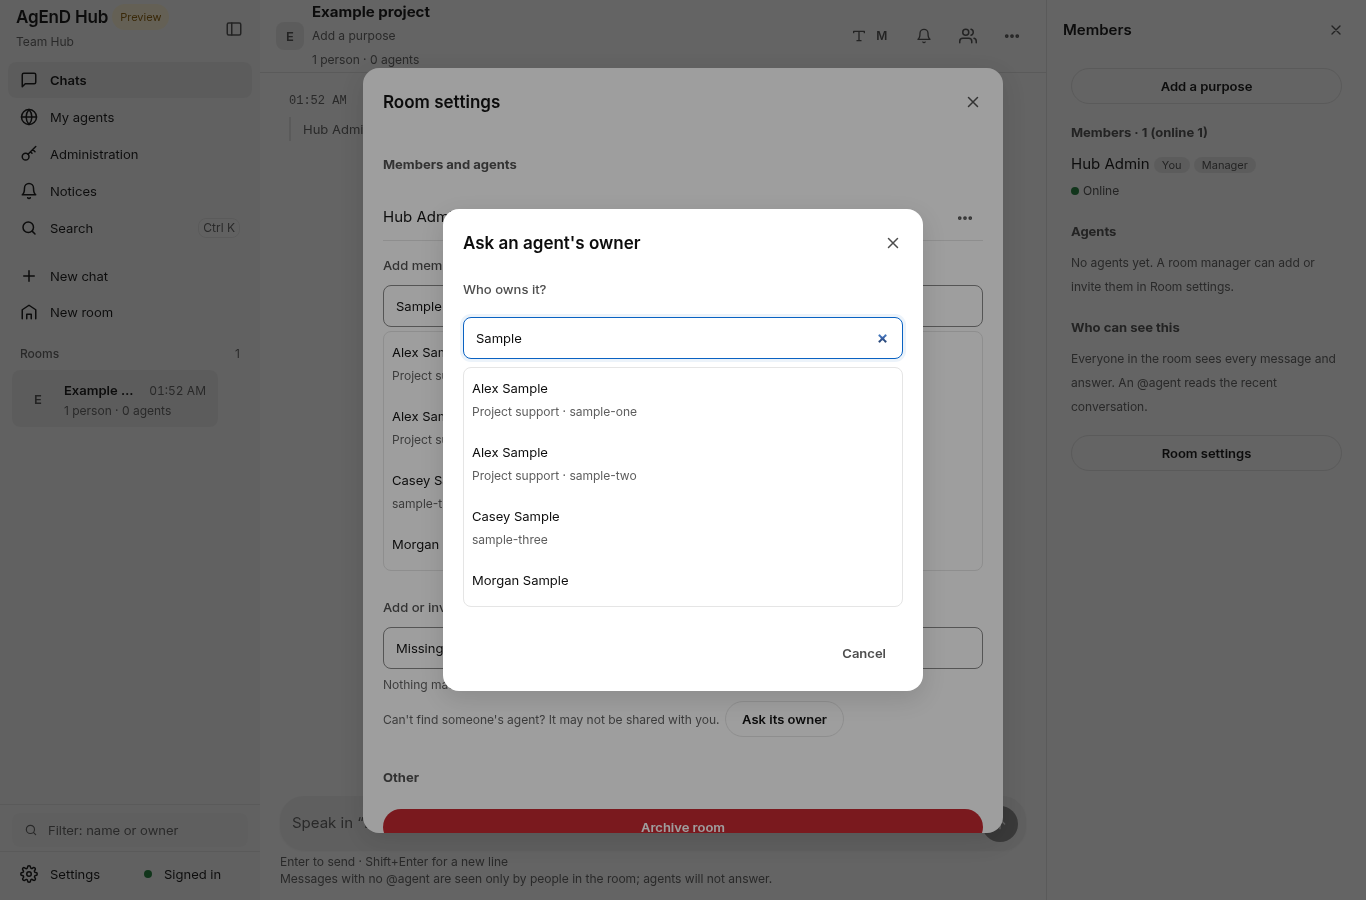 AgEnD Hub
Preview
Team Hub
Chats
My agents
Administration
Notices
Search
Ctrl K
New chat
New room
Rooms
1
E
Example ...
01:52 AM
1 person · 0 agents
Filter: name or owner
Settings
Signed in
E
Example project
Add a purpose
1 person · 0 agents
M
01:52 AM
Hub Admi
Room settings
Members and agents
Hub Adm
Add mem
Sample
Alex Sam
Project su
Alex Sam
Project su
Casey S
sample-t
Morgan
Add or inv
Missing
Nothing ma
Can't find someone's agent? It may not be shared with you.
Ask its owner
Other
Archive room
Ask an agent's owner
Who owns it?
Sample
Alex Sample
Project support · sample-one
Alex Sample
Project support · sample-two
Casey Sample
sample-three
Morgan Sample
Cancel
Speak in "
Enter to send · Shift+Enter for a new line
Messages with no @agent are seen only by people in the room; agents will not answer.
Members
Add a purpose
Members · 1 (online 1)
Hub Admin
You
Manager
Online
Agents
No agents yet. A room manager can add or
invite them in Room settings.
Who can see this
Everyone in the room sees every message and
answer. An @agent reads the recent
conversation.
Room settings